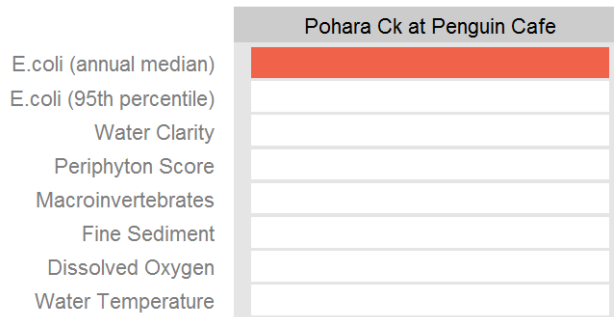 Pohara Ck at Penguin Cafe
E.coli (annual median)
E.coli (95th percentile)
Water Clarity
Periphyton Score
Macroinvertebrates
Fine Sediment
Dissolved Oxygen
Water Temperature